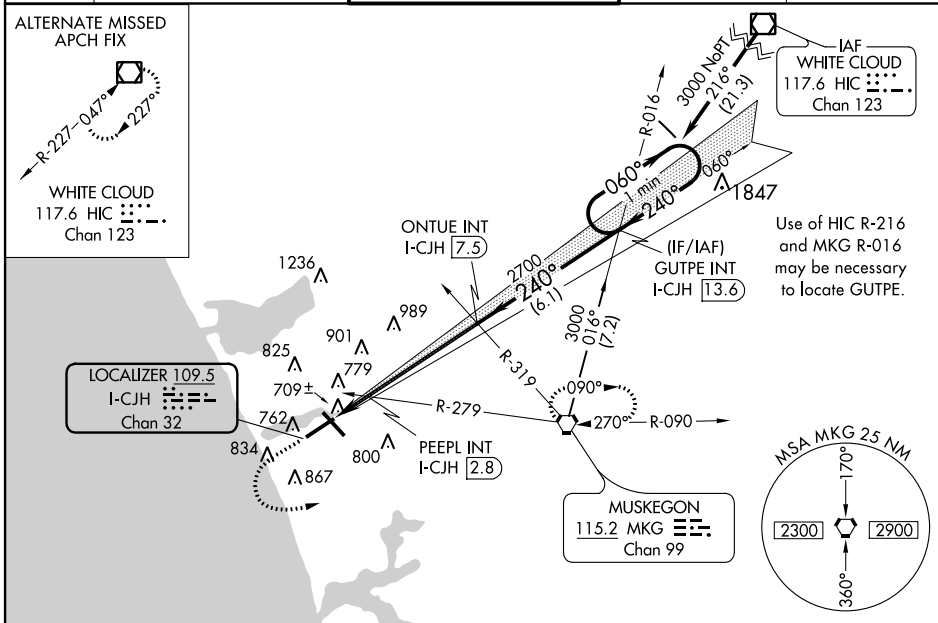 ALTERNATE MISSED
APCH FIX
R-227
047°
227°
WHITE CLOUD
117.6 HIC
Chan 123
IAF
WHITE CLOUD
117.6 HIC
Chan 123
3000 NoPT
216°
(21.3)
R-016
060°
1 min
240°
060°
1847
Use of HIC R-216
and MKG R-016
may be necessary
to locate GUTPE.
ONTUE INT
I-CJH 7.5
(IF/IAF)
GUTPE INT
I-CJH 13.6
2700
240°
(6.1)
3000
016°
(7.2)
1236
989
901
825
779
709±
762
834
867
800
LOCALIZER 109.5
I-CJH
Chan 32
R-319
R-279
090°
270°
R-090
PEEPL INT
I-CJH 2.8
MUSKEGON
115.2 MKG
Chan 99
MSA MKG 25 NM
170°
2300
2900
360°